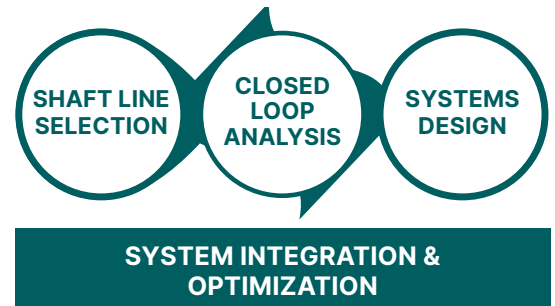 SHAFT LINE
SELECTION
CLOSED
LOOP
ANALYSIS
SYSTEMS
DESIGN
SYSTEM INTEGRATION &
OPTIMIZATION